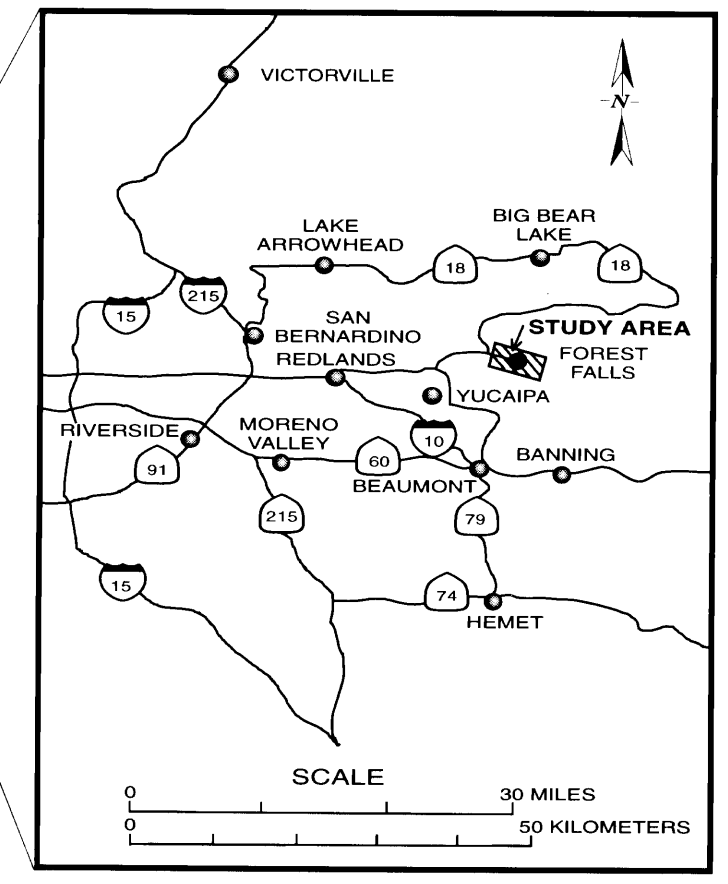 VICTORVILLE
N
LAKE
ARROWHEAD
BIG BEAR
LAKE
18
18
215
15
SAN
BERNARDINO
REDLANDS
STUDY AREA
FOREST
FALLS
YUCAIPA
RIVERSIDE
MORENO
VALLEY
10
91
60
BANNING
BEAUMONT
215
79
15
74
HEMET
SCALE
0
30 MILES
0
50 KILOMETERS